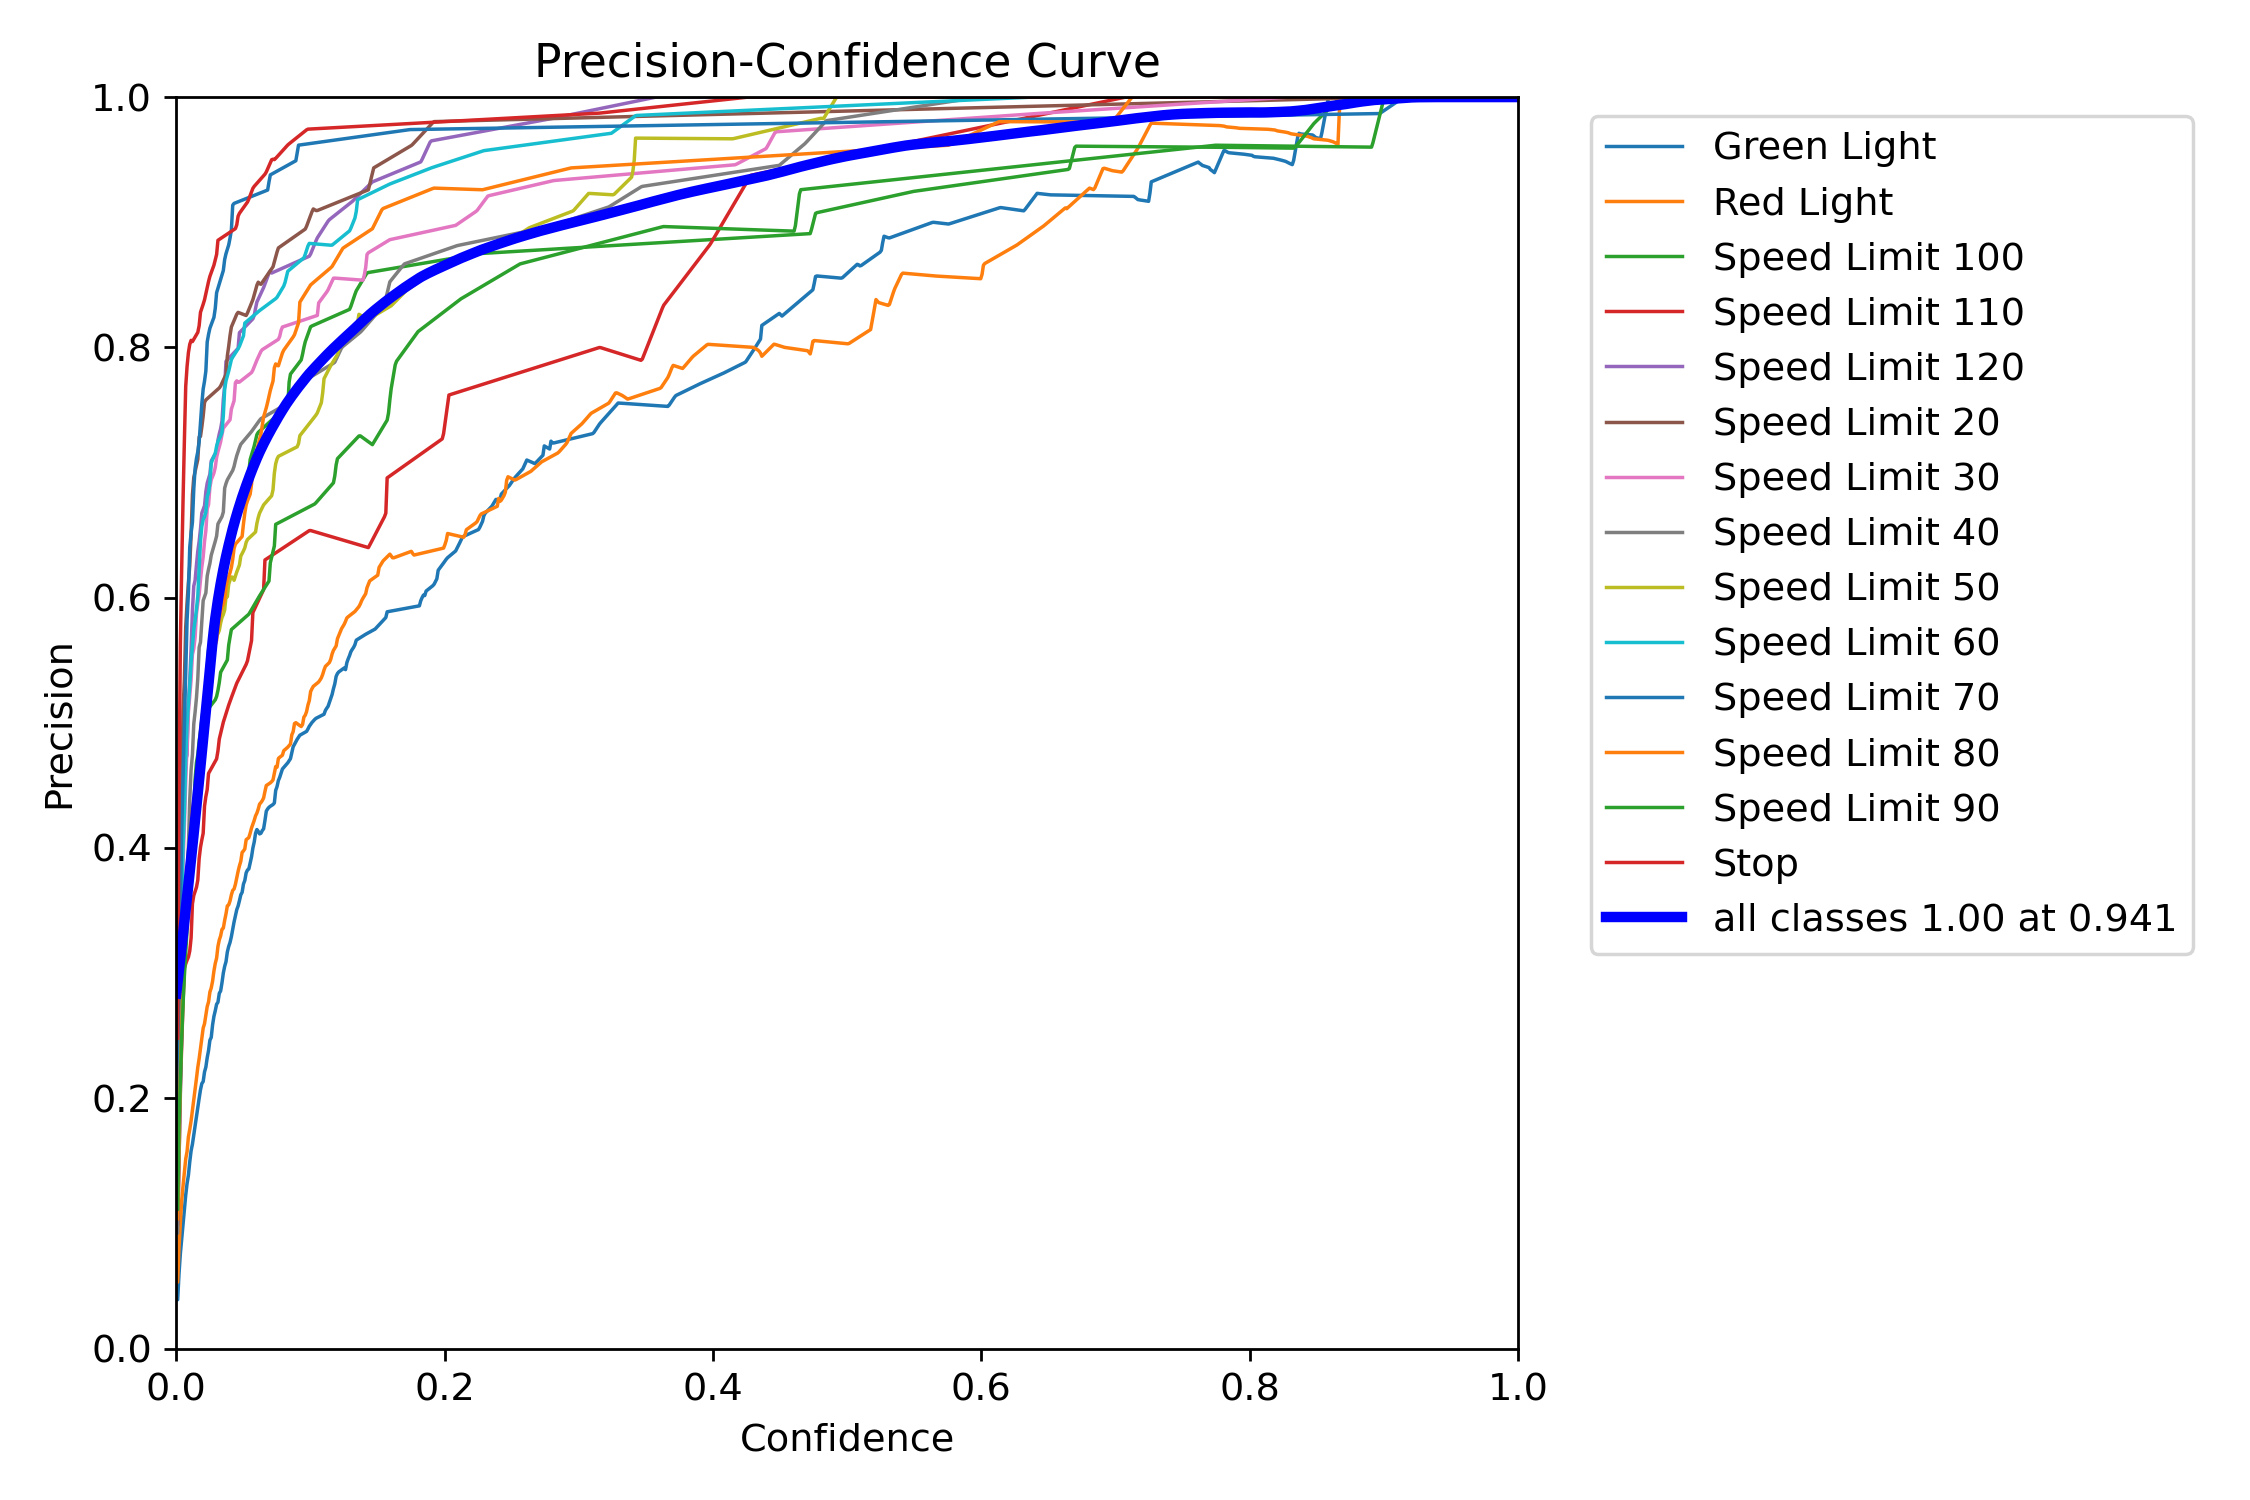 Precision-Confidence Curve
1.0
0.8
0.6
0.4
0.2
0.0
Precision
0.0 0.2 0.4 0.6 0.8 1.0
Confidence
Green Light
Red Light
Speed Limit 100
Speed Limit 110
Speed Limit 120
Speed Limit 20
Speed Limit 30
Speed Limit 40
Speed Limit 50
Speed Limit 60
Speed Limit 70
Speed Limit 80
Speed Limit 90
Stop
all classes 1.00 at 0.941